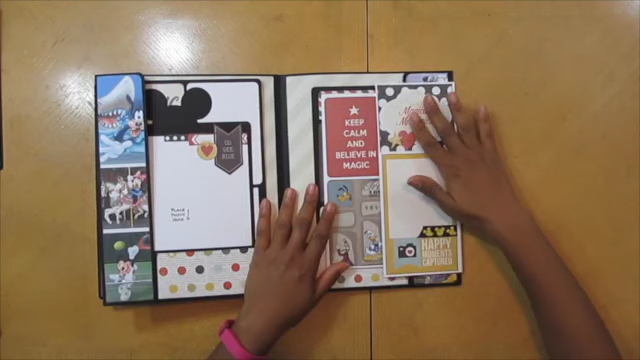 GO
SEE
RIDE
PLACE
PHOTO
HERE!
KEEP
CALM
AND
BELIEVE IN
MAGIC
HAPPY
MOMENTS
CAPTURED